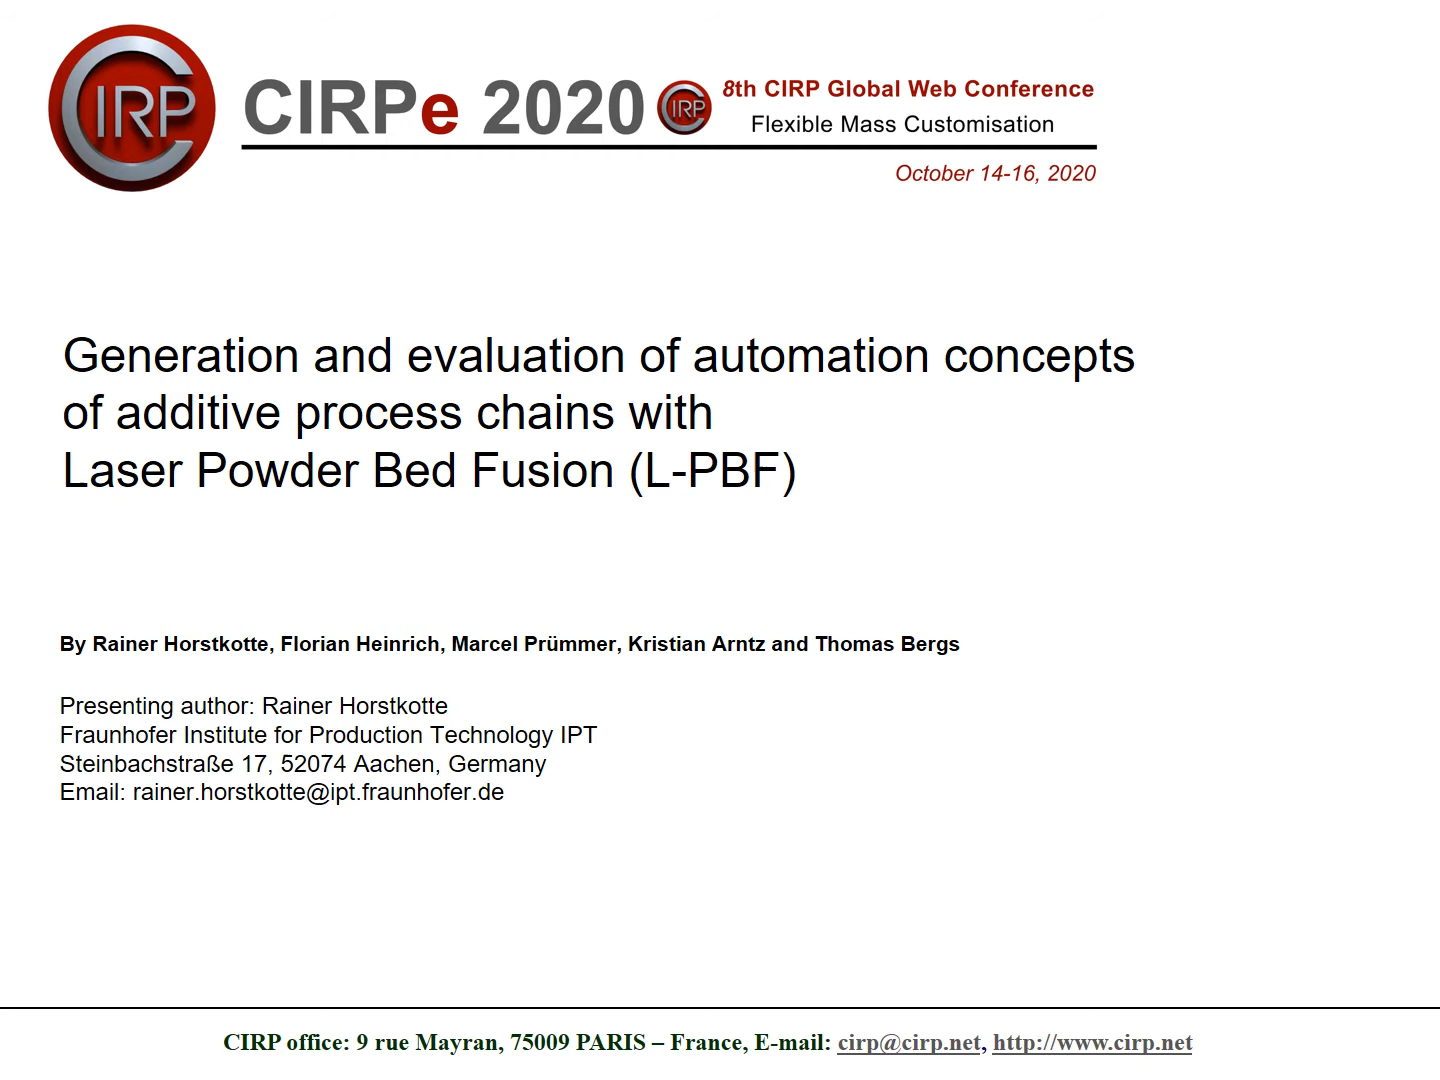 CIRP
CIRPe 2020
CIRP
8th CIRP Global Web Conference
Flexible Mass Customisation
October 14-16, 2020
Generation and evaluation of automation concepts
of additive process chains with
Laser Powder Bed Fusion (L-PBF)
By Rainer Horstkotte, Florian Heinrich, Marcel Prümmer, Kristian Arntz and Thomas Bergs
Presenting author: Rainer Horstkotte
Fraunhofer Institute for Production Technology IPT
Steinbachstraße 17, 52074 Aachen, Germany
Email: rainer.horstkotte@ipt.fraunhofer.de
CIRP office: 9 rue Mayran, 75009 PARIS – France, E-mail: cirp@cirp.net, http://www.cirp.net